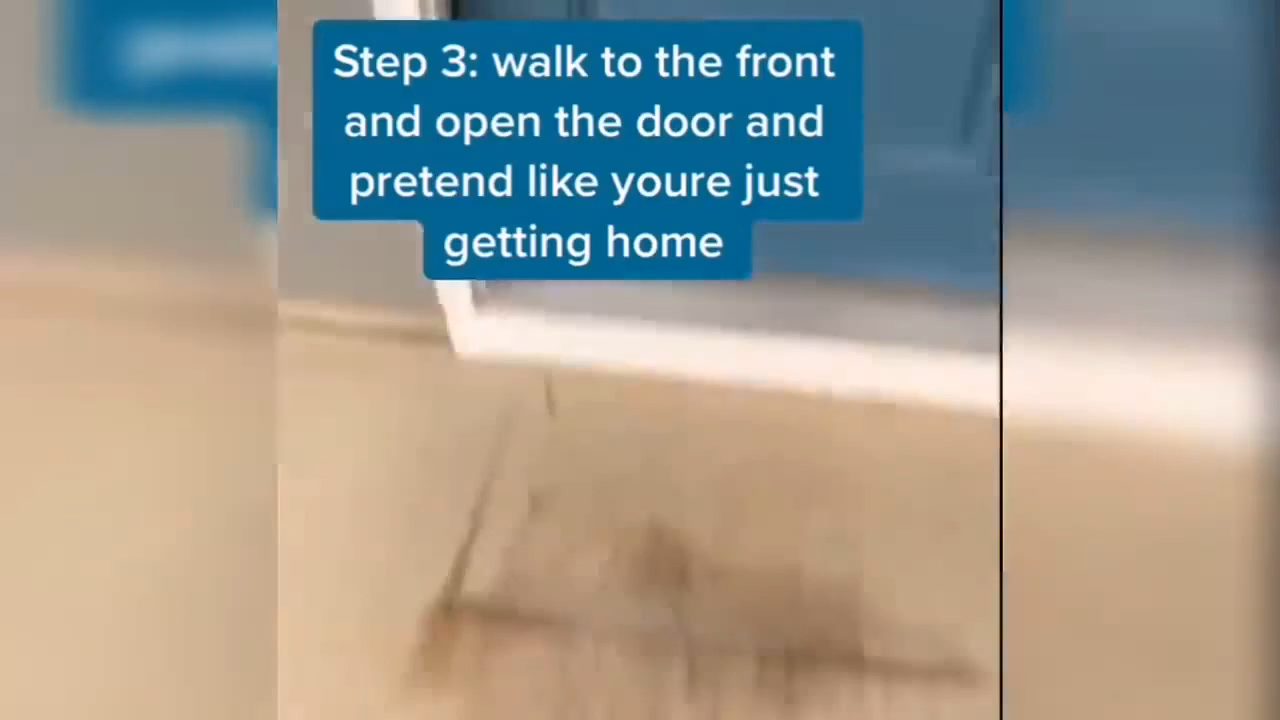 Step 3: walk to the front
and open the door and
pretend like youre just
getting home